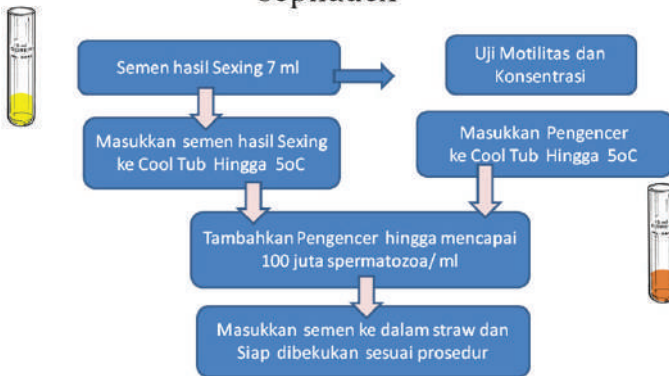 Semen hasil Sexing 7 ml
Uji Motilitas dan
Konsentrasi
Masukkan semen hasil Sexing
ke Cool Tub Hingga 5oC
Masukkan Pengencer
ke Cool Tub Hingga 5oC
Tambahkan Pengencer hingga mencapai
100 juta spermatozoa/ ml
Masukkan semen ke dalam straw dan
Siap dibekukan sesuai prosedur